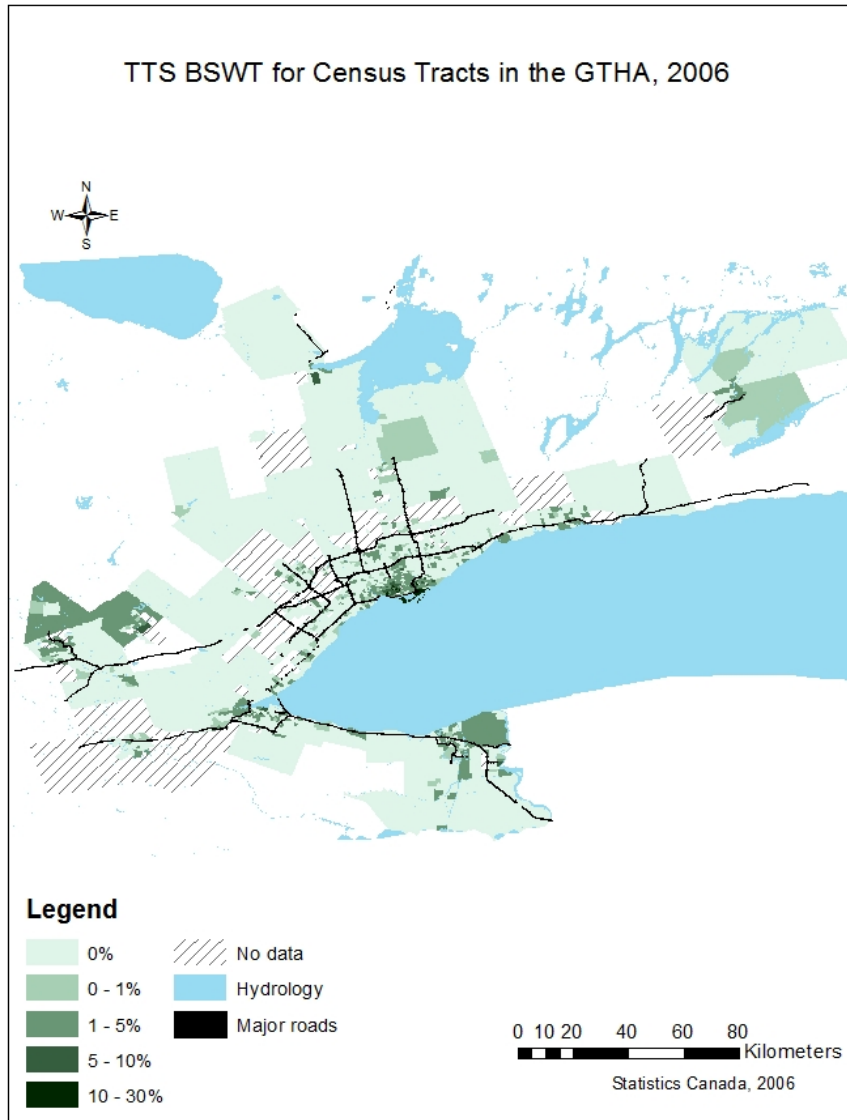 TTS BSWT for Census Tracts in the GTHA, 2006
N
W E
S
Legend
0%
0 - 1%
1 - 5%
5 - 10%
10 - 30%
No data
Hydrology
Major roads
0 10 20 40 60 80
Kilometers
Statistics Canada, 2006